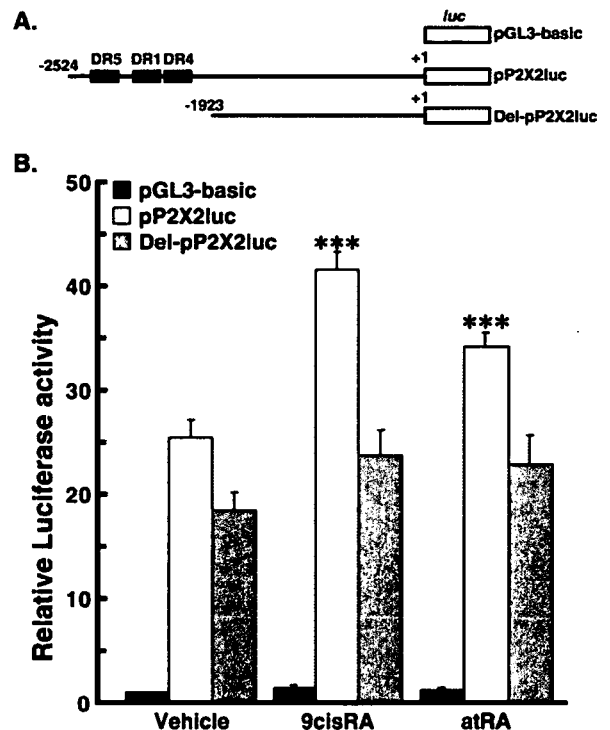 A.
luc
pGL3-basic
-2524 DR5 DR1 DR4 +1 pP2X2luc
-1923 +1 Del-pP2X2luc
B.
Relative Luciferase activity
50
40
30
20
10
0
pGL3-basic
pP2X2luc
Del-pP2X2luc
***
***
Vehicle 9cisRA atRA